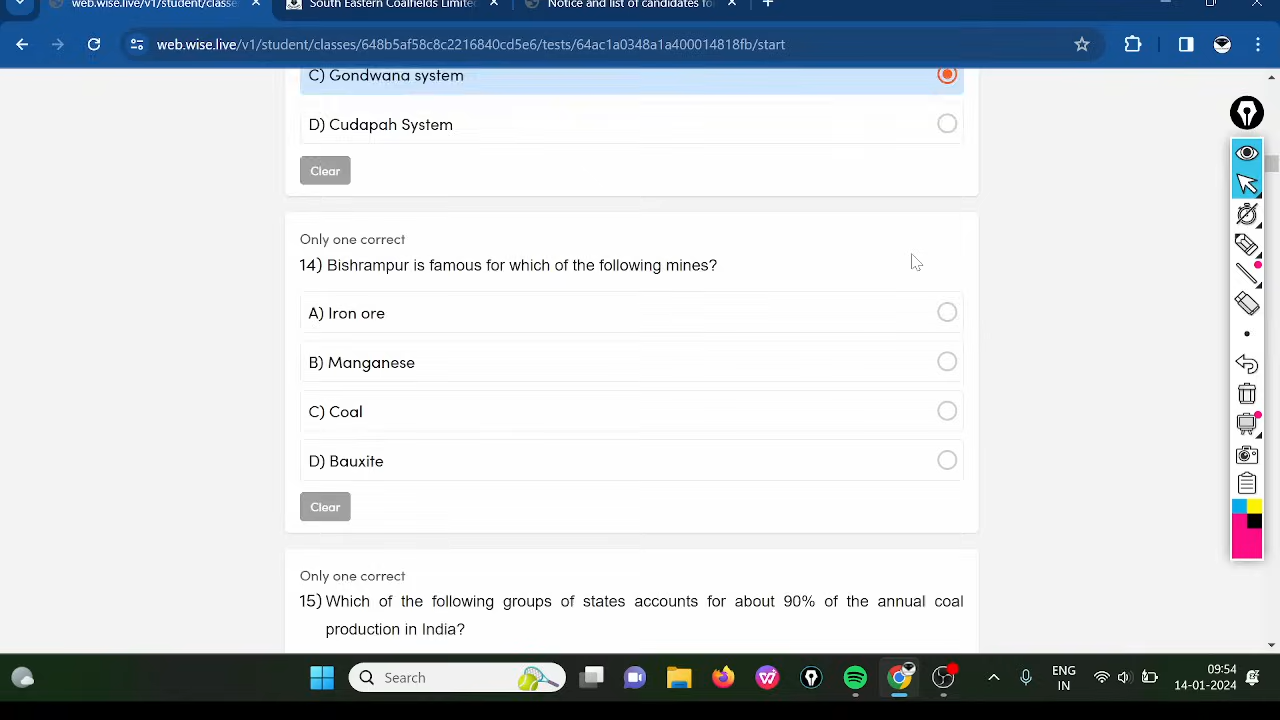 web.wise.live/v1/student/classe
South Eastern Coalfields Limite
Notice and list of candidates fo
web.wise.live/v1/student/classes/648b5af58c8c2216840cd5e6/tests/64ac1a0348a1a400014818fb/start
C) Gondwana system
D) Cudapah System
Clear
Only one correct
14) Bishrampur is famous for which of the following mines?
A) Iron ore
B) Manganese
C) Coal
D) Bauxite
Clear
Only one correct
15) Which of the following groups of states accounts for about 90% of the annual coal
production in India?
Search
ENG
IN
09:54
14-01-2024